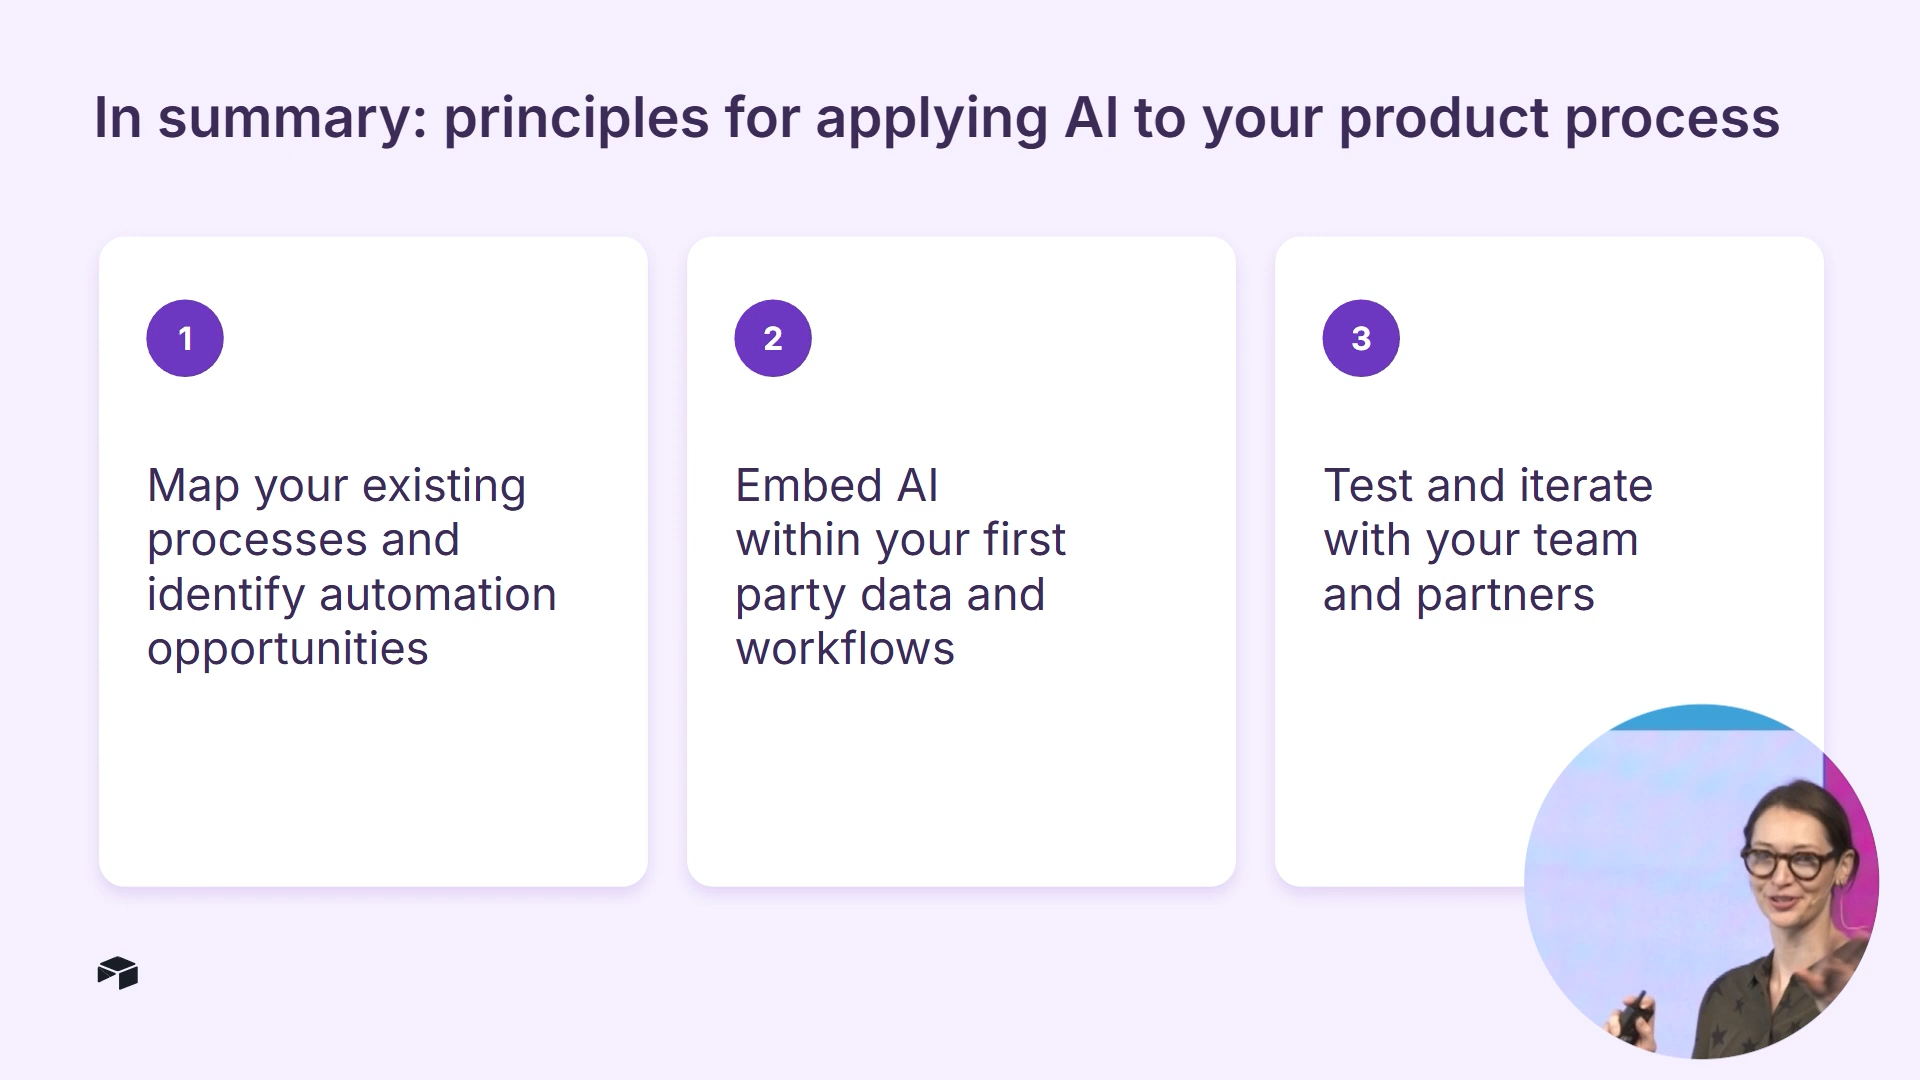 In summary: principles for applying AI to your product process
1
Map your existing
processes and
identify automation
opportunities
2
Embed AI
within your first
party data and
workflows
3
Test and iterate
with your team
and partners